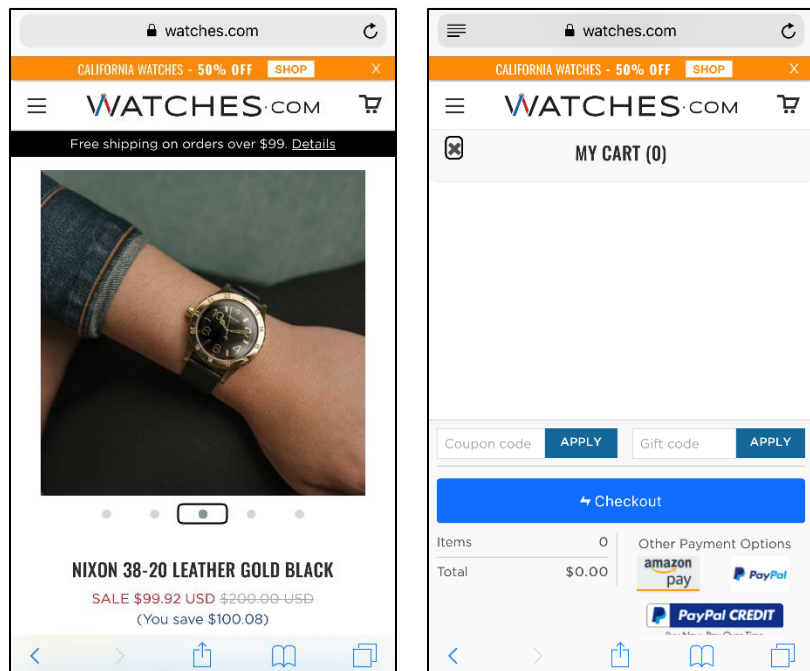 watches.com
CALIFORNIA WATCHES - 50% OFF SHOP X
WATCHES.COM
Free shipping on orders over $99. Details
NIXON 38-20 LEATHER GOLD BLACK
SALE $99.92 USD $200.00 USD
(You save $100.08)
watches.com
CALIFORNIA WATCHES - 50% OFF SHOP X
WATCHES.COM
MY CART (0)
Coupon code APPLY Gift code APPLY
Checkout
Items 0
Total $0.00
Other Payment Options
amazon pay
PayPal
PayPal CREDIT